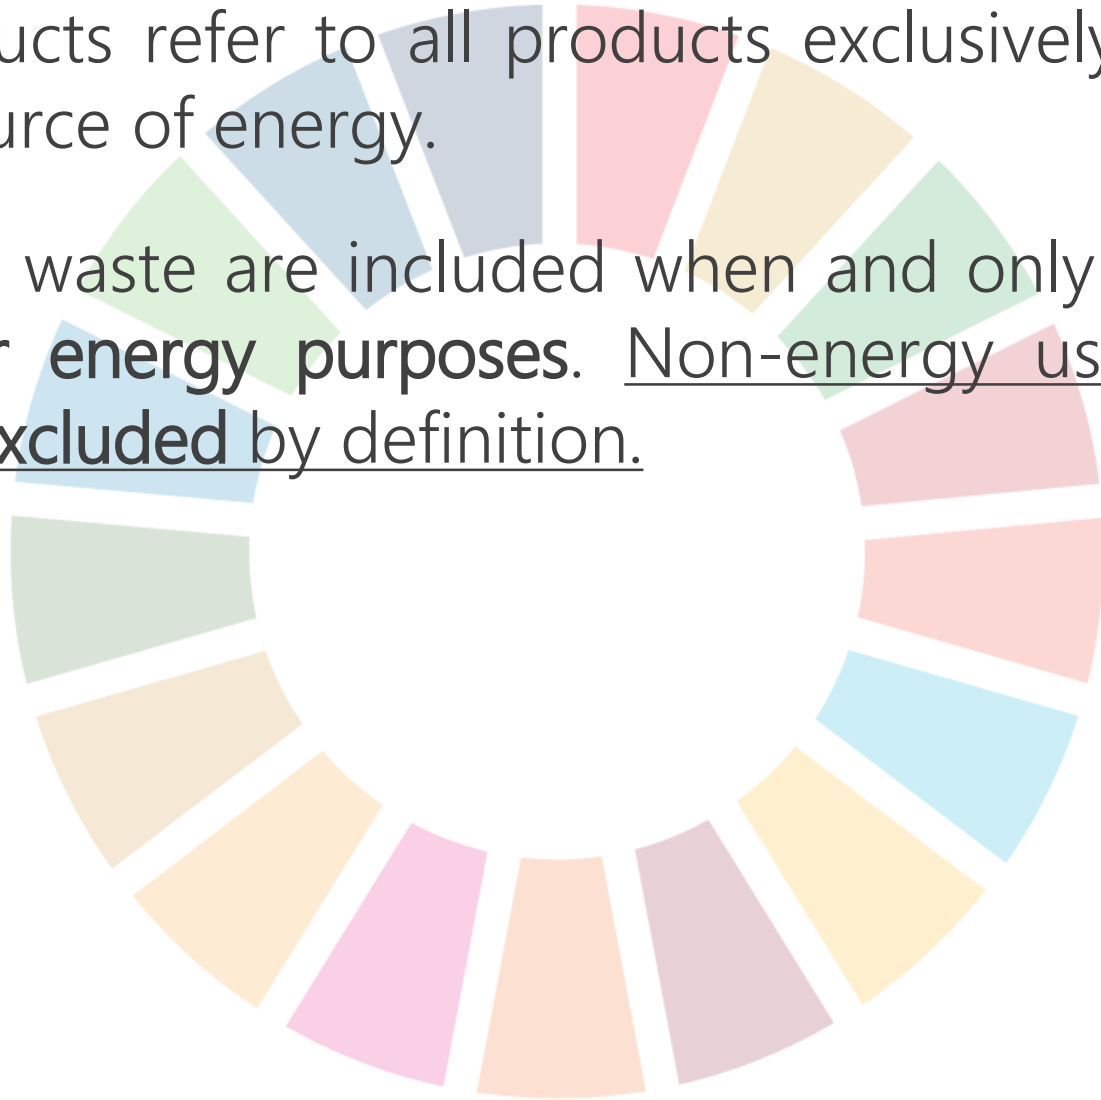 ucts refer to all products exclusively
urce of energy.
waste are included when and only
r energy purposes. Non-energy us
xcluded by definition.